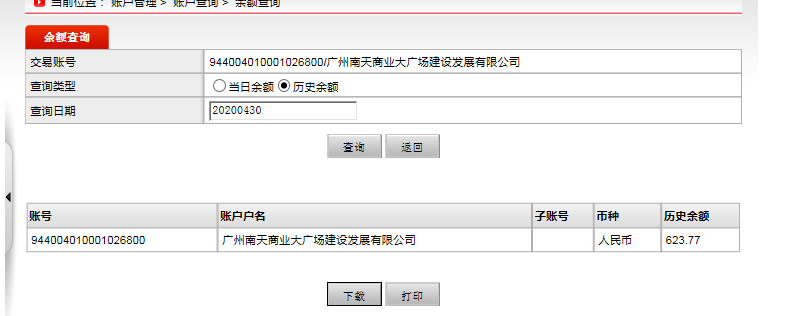 当前位置： 账户管理 > 账户查询 > 余额查询
余额查询
交易账号 944004010001026800/广州南天商业大广场建设发展有限公司
查询类型 当日余额 历史余额
查询日期 20200430
查询 返回
账号 账户户名 子账号 币种 历史余额
944004010001026800 广州南天商业大广场建设发展有限公司 人民币 623.77
下载 打印